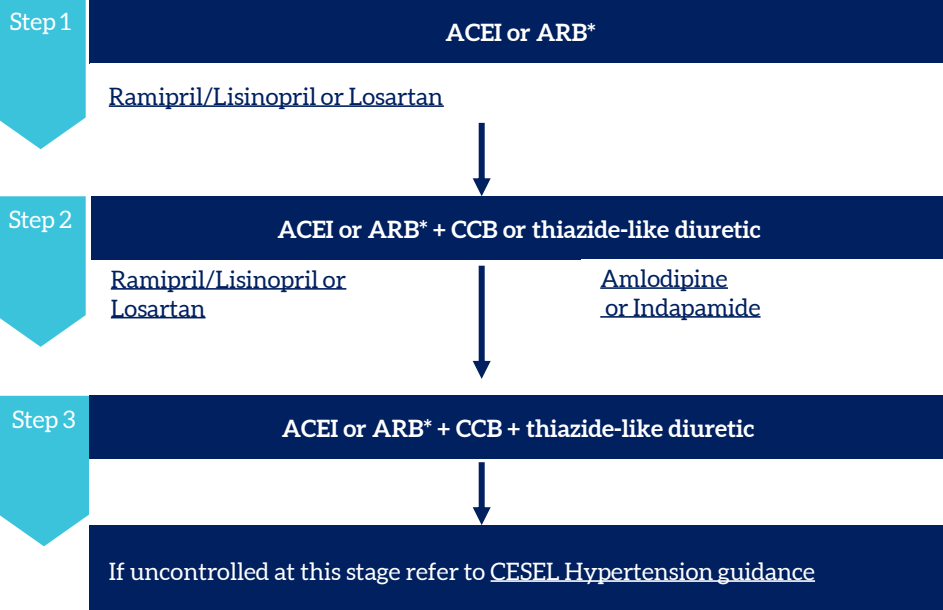 Step 1
ACEI or ARB*
Ramipril/Lisinopril or Losartan
Step 2
ACEI or ARB* + CCB or thiazide-like diuretic
Ramipril/Lisinopril or
Losartan
Amlodipine
or Indapamide
Step 3
ACEI or ARB* + CCB + thiazide-like diuretic
If uncontrolled at this stage refer to CESEL Hypertension guidance